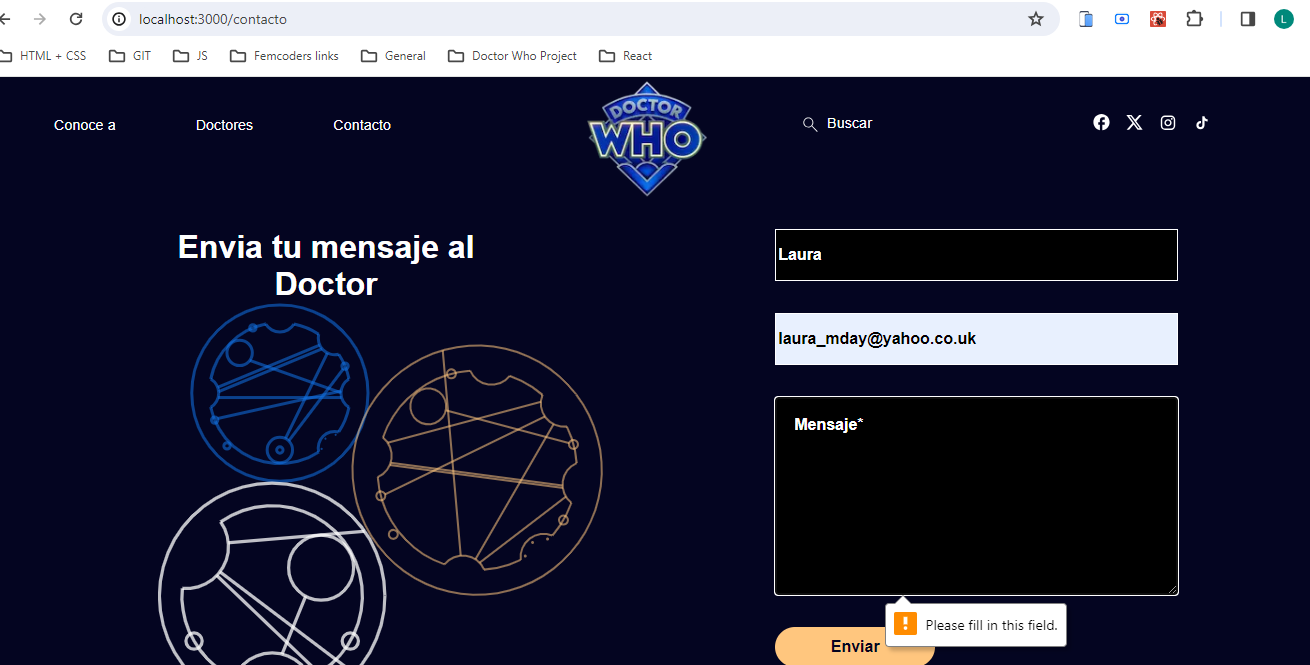 localhost:3000/contacto
HTML + CSS GIT JS Femcoders links General Doctor Who Project React
L
Conoce a Doctores Contacto
DOCTOR
WHO
Buscar
Envia tu mensaje al
Doctor
Laura
laura_mday@yahoo.co.uk
Mensaje*
Please fill in this field.
Enviar